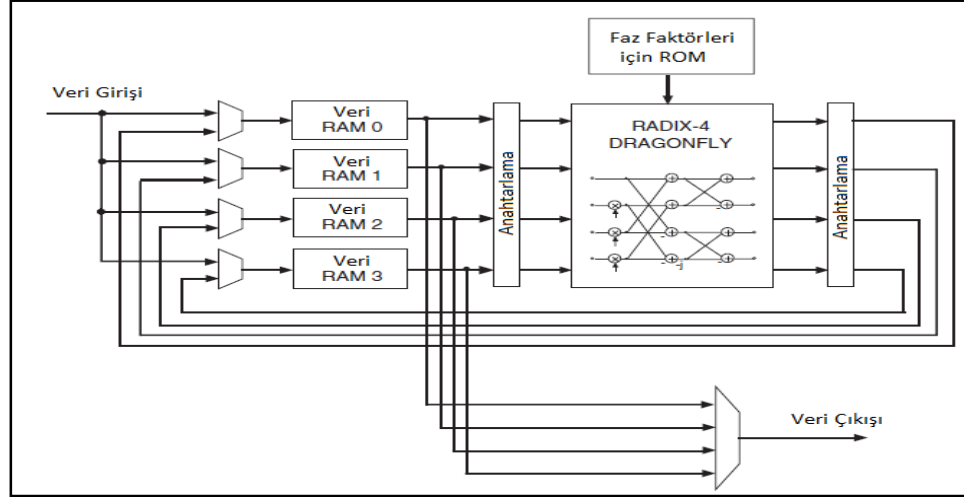 Faz Faktörleri
için ROM
Veri Girişi
Veri
RAM 0
Veri
RAM 1
Veri
RAM 2
Veri
RAM 3
Anahtarlama
RADIX-4
DRAGONFLY
-j
Anahtarlama
Veri Çıkışı